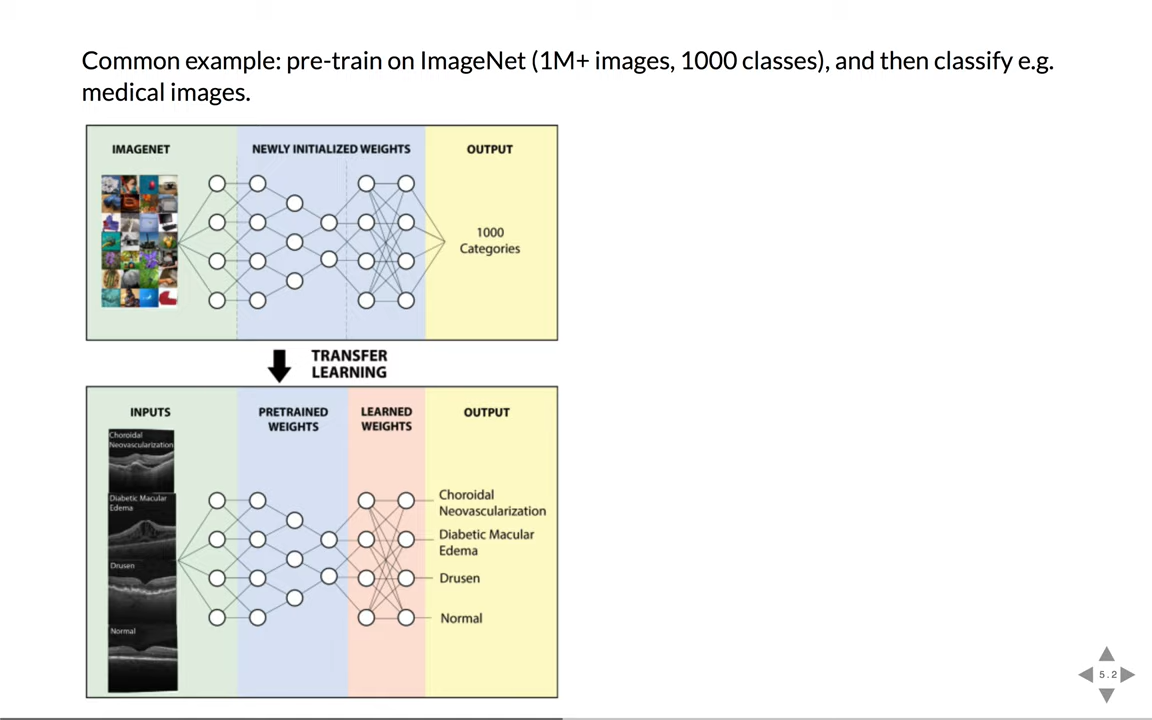 Common example: pre-train on ImageNet (1M+ images, 1000 classes), and then classify e.g.
medical images.
IMAGENET
NEWLY INITIALIZED WEIGHTS
OUTPUT
1000
Categories
TRANSFER
LEARNING
INPUTS
PRETRAINED
WEIGHTS
LEARNED
WEIGHTS
OUTPUT
Choroidal
Neovascularization
Diabetic Macular
Edema
Drusen
Normal
Choroidal
Neovascularization
Diabetic Macular
Edema
Drusen
Normal
5.2